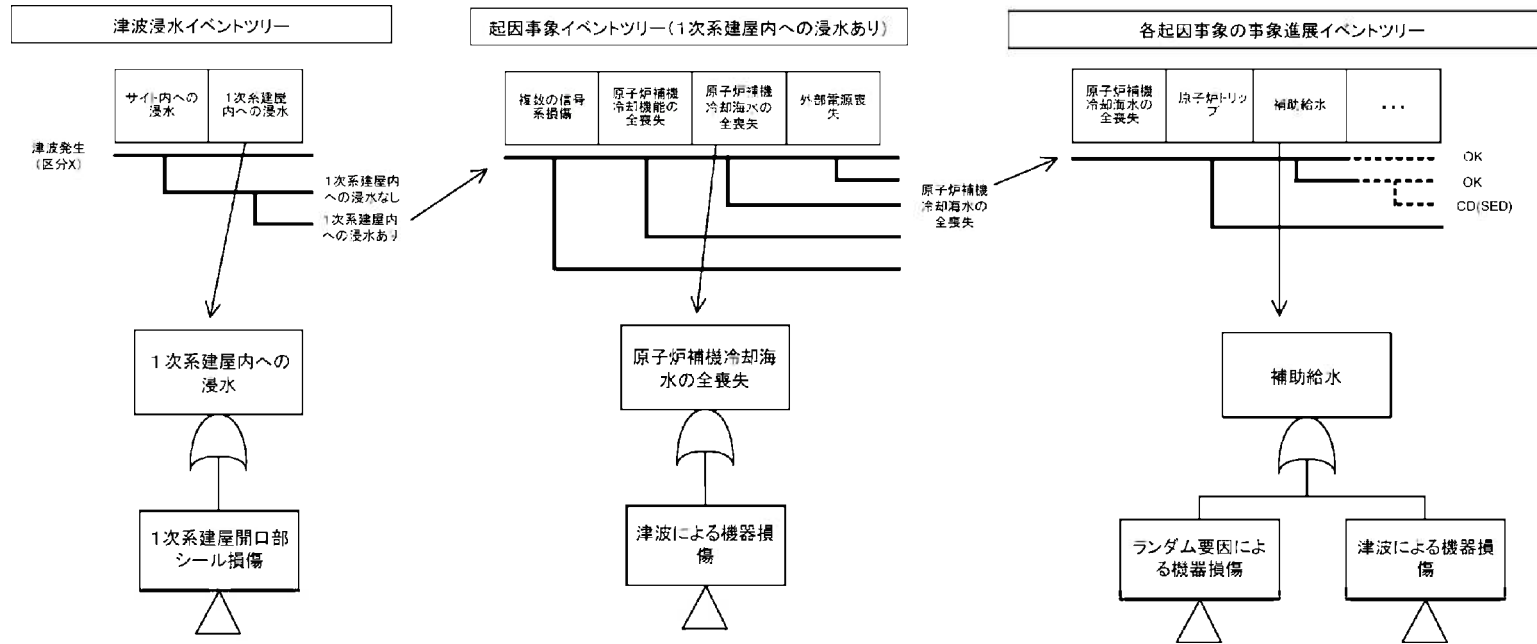 津波浸水イベントツリー
サイト内への
浸水
1次系建屋
内への浸水
津波発生
(区分X)
1次系建屋内
への浸水なし
1次系建屋内
への浸水あり
1次系建屋内への
浸水
1次系建屋開口部
シール損傷
起因事象イベントツリー(1次系建屋内への浸水あり)
複数の信号
系損傷
原子炉補機
冷却機能の
全喪失
原子炉補機
冷却海水の
全喪失
外部電源喪
失
原子炉補機
冷却海水の
全喪失
原子炉補機冷却海
水の全喪失
津波による機器損
傷
各起因事象の事象進展イベントツリー
原子炉補機
冷却海水の
全喪失
原子炉トリッ
プ
補助給水
・・・
OK
OK
CD(SED)
補助給水
ランダム要因によ
る機器損傷
津波による機器損
傷